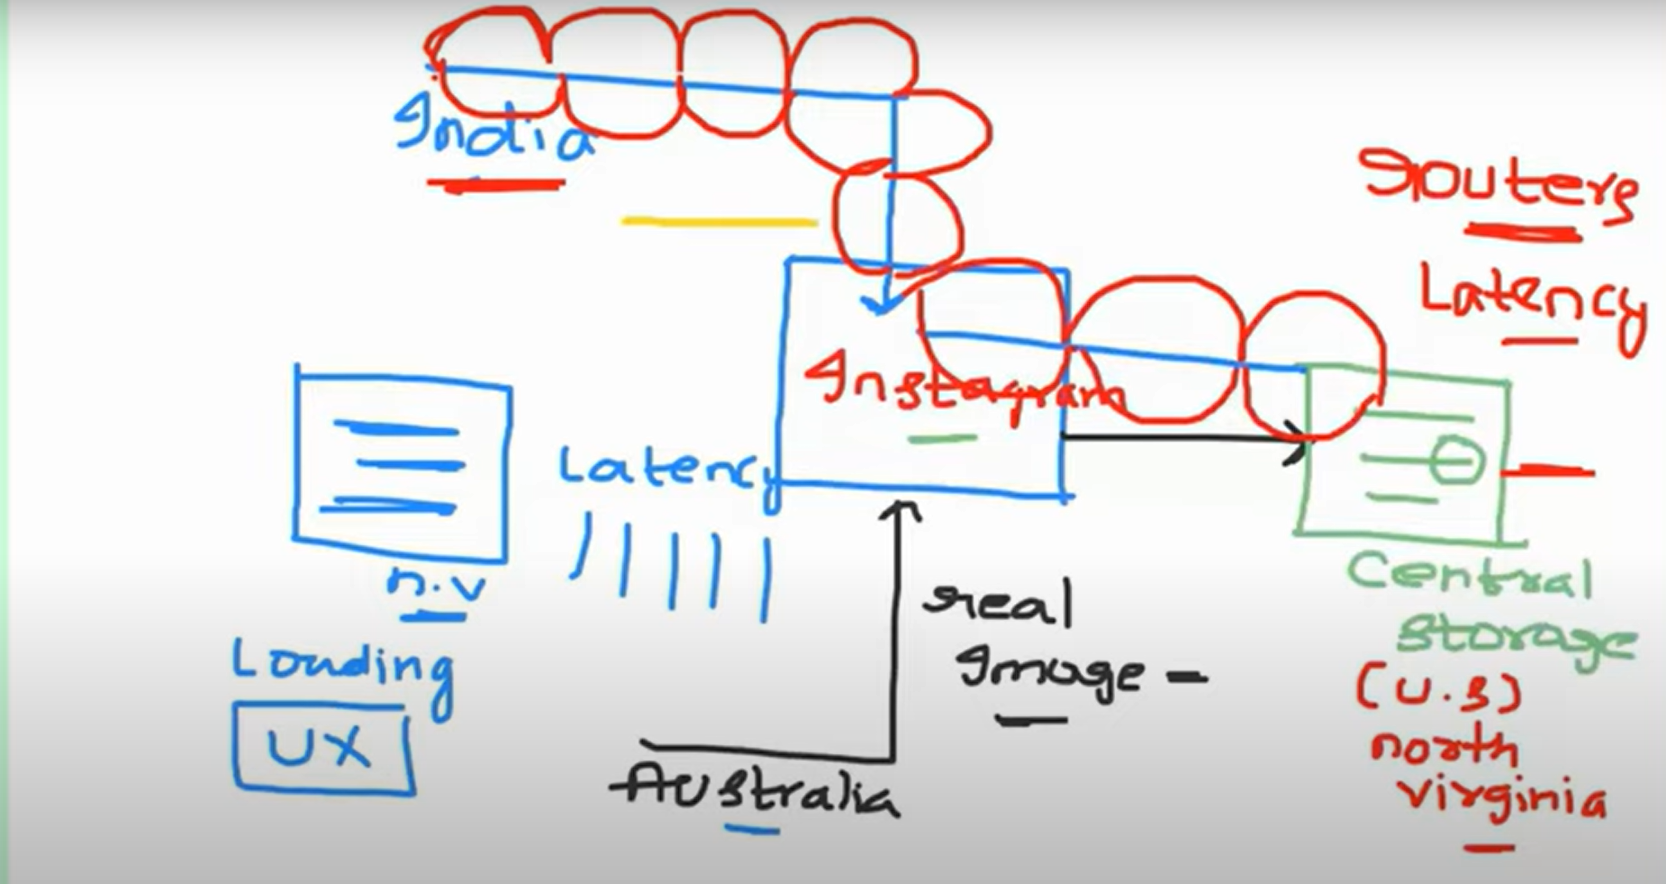 India
Routers
Latency
Instagram
Latency
n.v
Loading
UX
real
Image -
Australia
Central
Storage
(U.S)
north
virginia